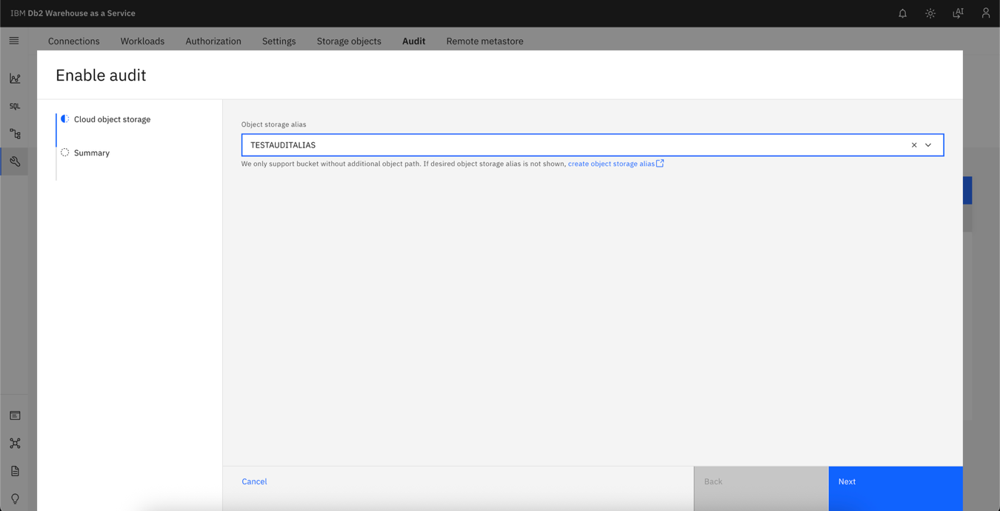 IBM Db2 Warehouse as a Service
AI
Connections Workloads Authorization Settings Storage objects Audit Remote metastore
SQL
Enable audit
Cloud object storage
Summary
Object storage alias
TESTAUDITALIAS
We only support bucket without additional object path. If desired object storage alias is not shown, create object storage alias
Cancel
Back
Next